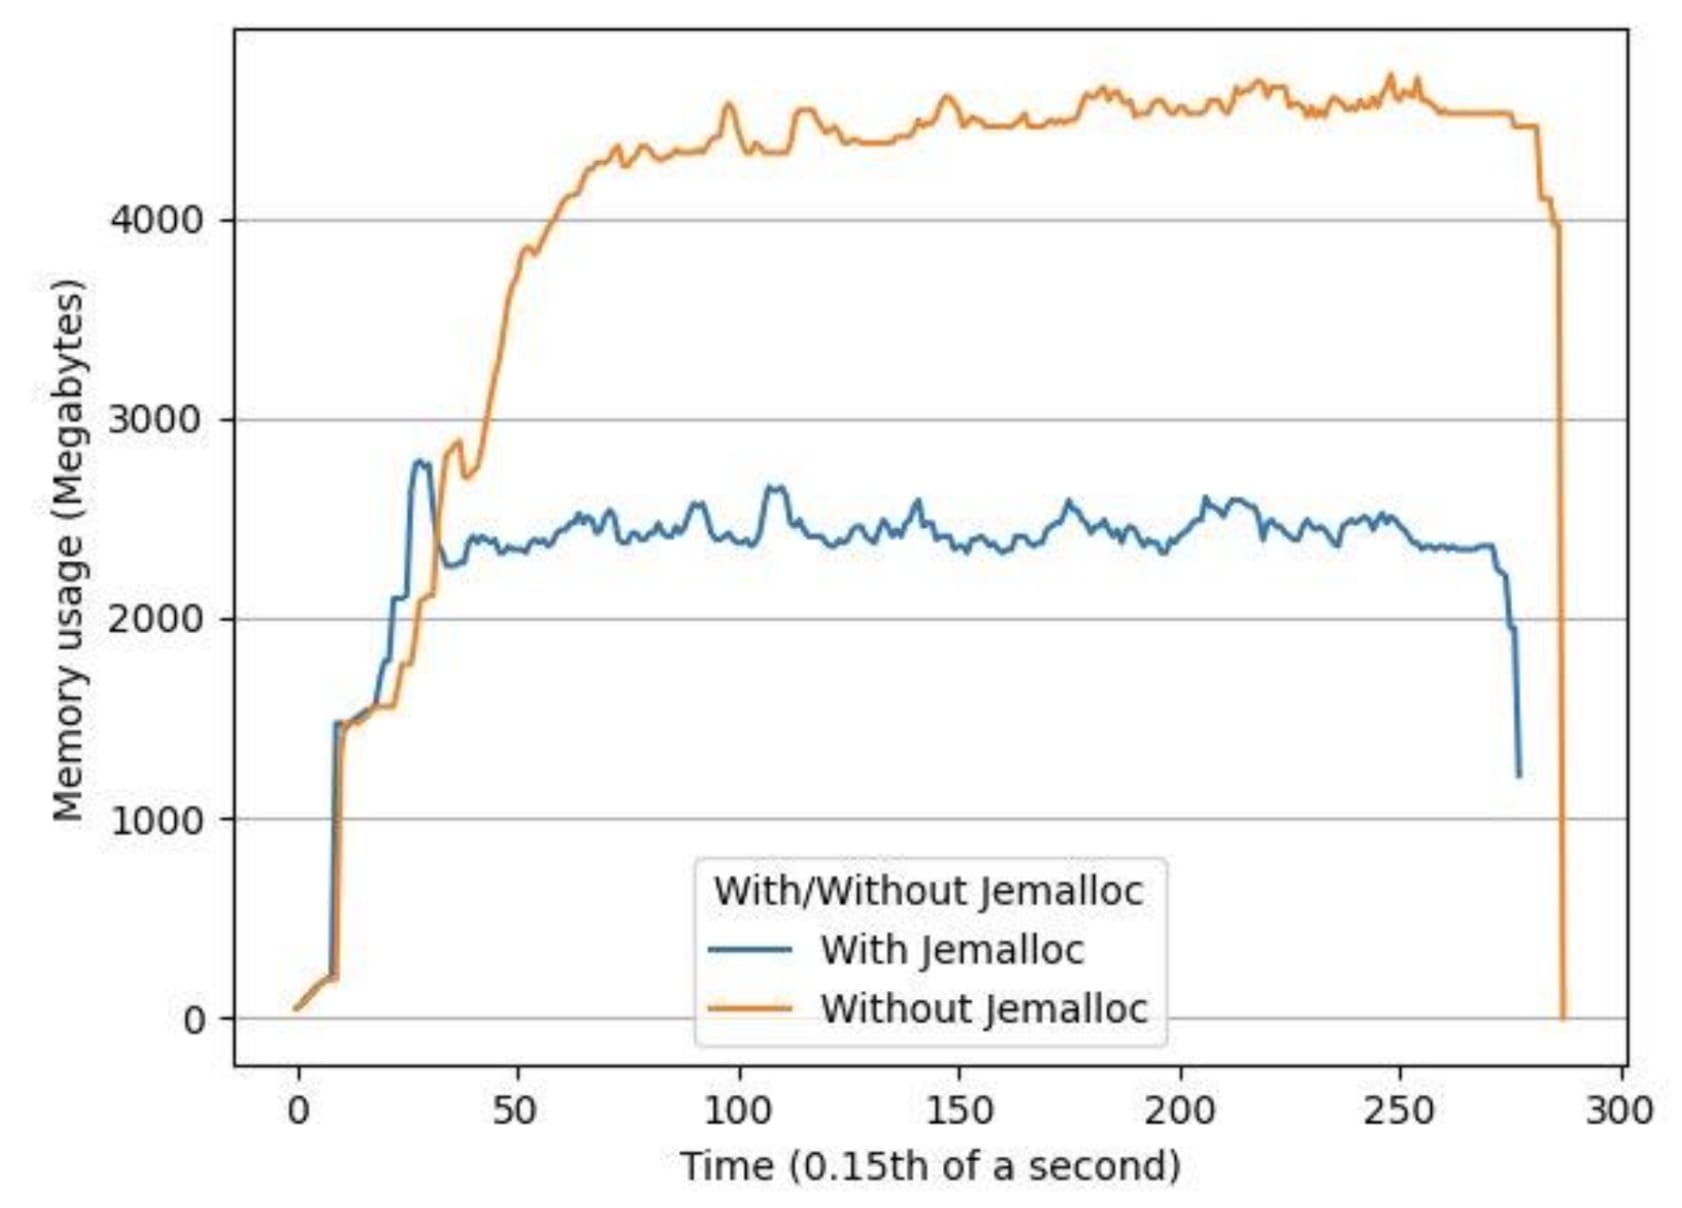 Memory usage (Megabytes)
4000
3000
2000
1000
0
With/Without Jemalloc
With Jemalloc
Without Jemalloc
0 50 100 150 200 250 300
Time (0.15th of a second)